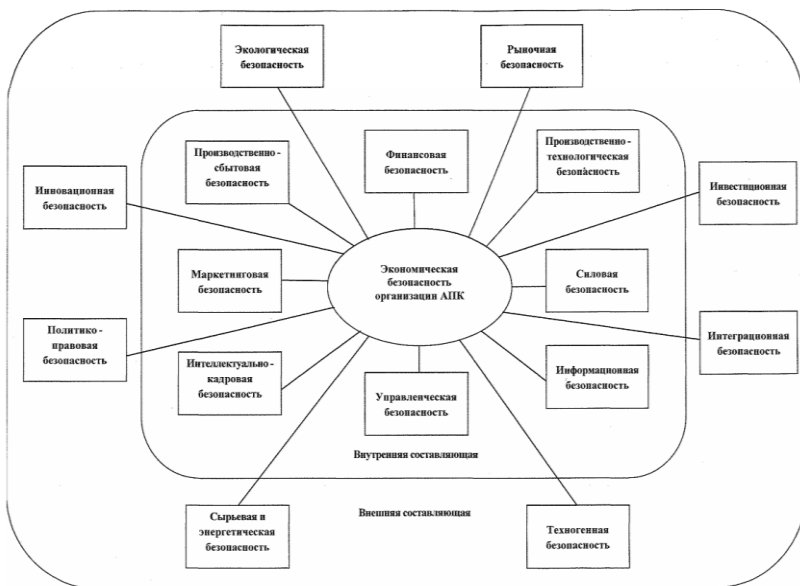 Экологическая
безопасность
Рыночная
безопасность
Производственно-
сбытовая
безопасность
Финансовая
безопасность
Производственно-
технологическая
безопасность
Инновационная
безопасность
Инвестиционная
безопасность
Маркетинговая
безопасность
Экономическая
безопасность
организации АПК
Силовая
безопасность
Политико-
правовая
безопасность
Интеграционная
безопасность
Интеллектуально-
кадровая
безопасность
Управленческая
безопасность
Информационная
безопасность
Внутренняя составляющая
Сырьевая и
энергетическая
безопасность
Внешняя составляющая
Техногенная
безопасность